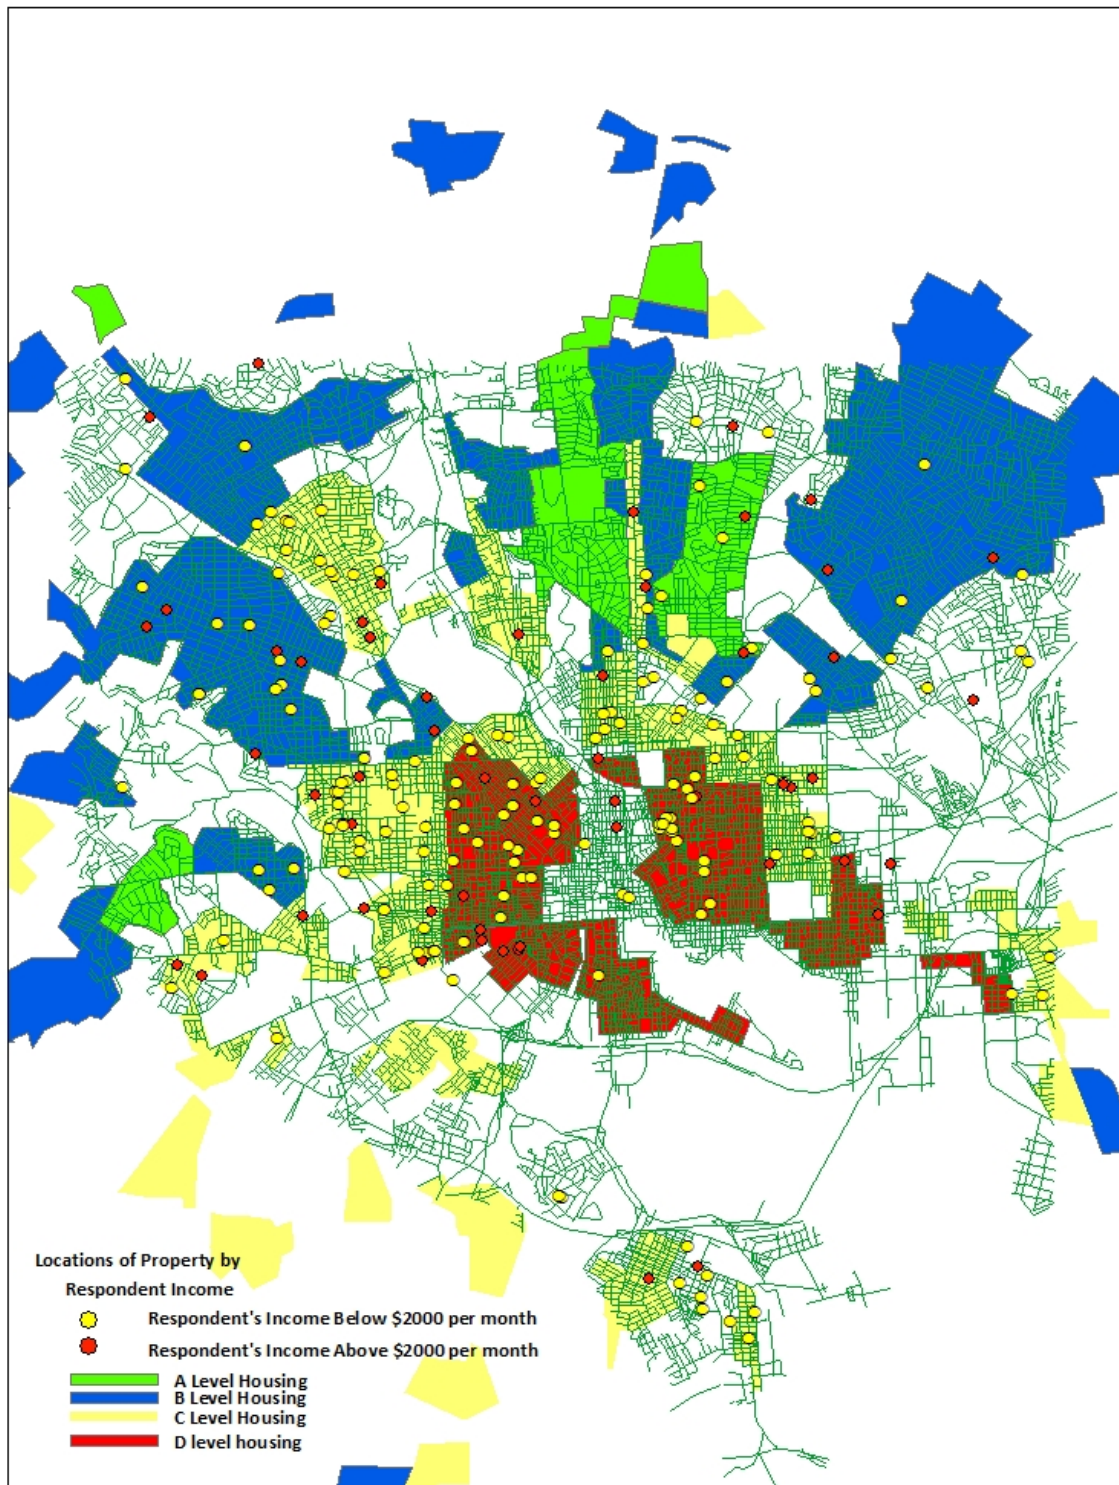 Locations of Property by
Respondent Income
Respondent's Income Below $2000 per month
Respondent's Income Above $2000 per month
A Level Housing
B Level Housing
C Level Housing
D level housing